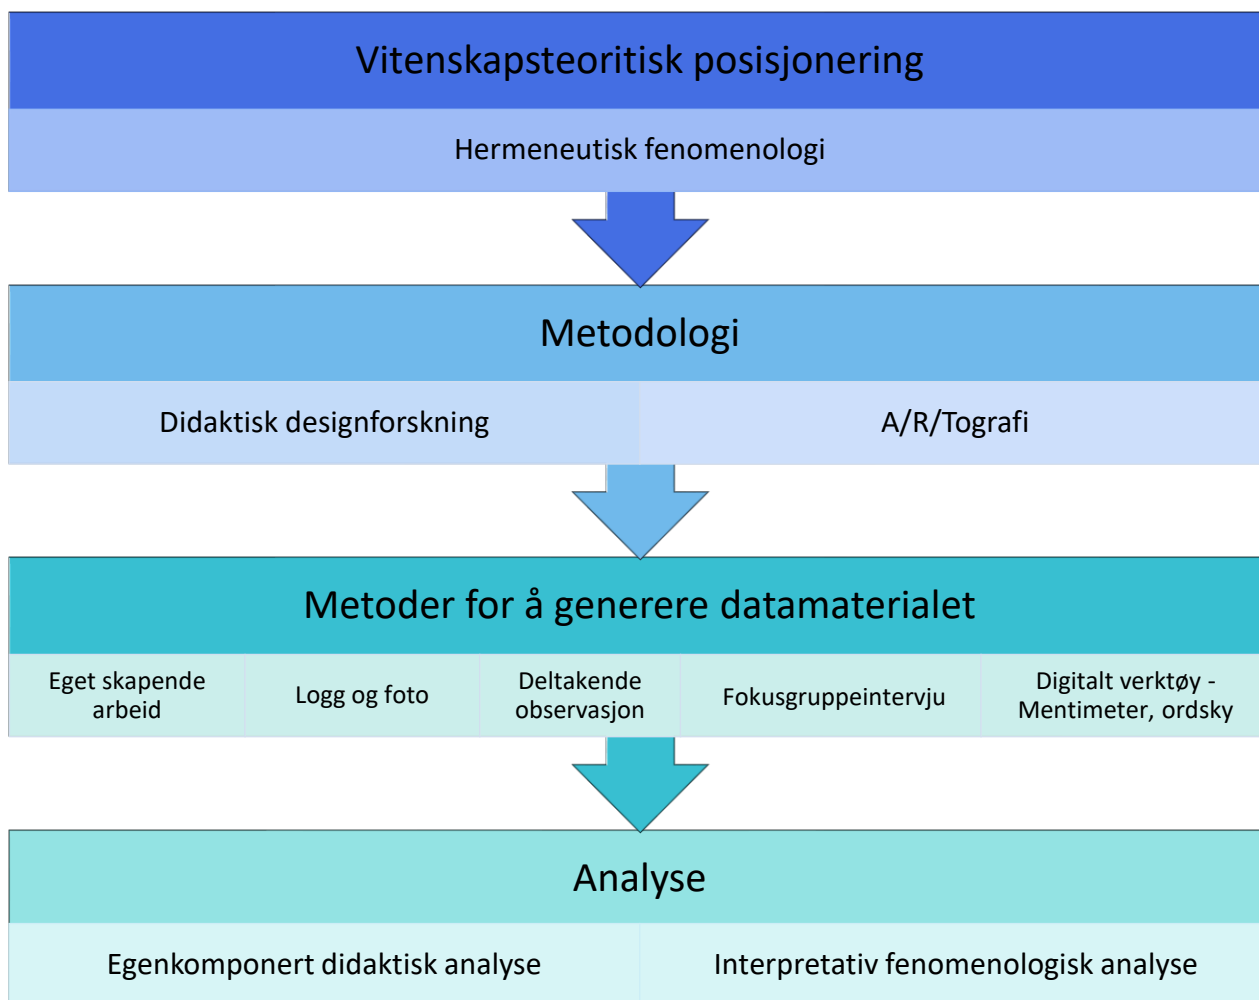 Vitenskapsteoritisk posisjonering
Hermeneutisk fenomenologi
Metodologi
Didaktisk designforskning
A/R/Tografi
Metoder for å generere datamaterialet
Eget skapende
arbeid
Logg og foto
Deltakende
observasjon
Fokusgruppeintervju
Digitalt verktøy -
Mentimeter, ordsky
Analyse
Egenkomponert didaktisk analyse
Interpretativ fenomenologisk analyse